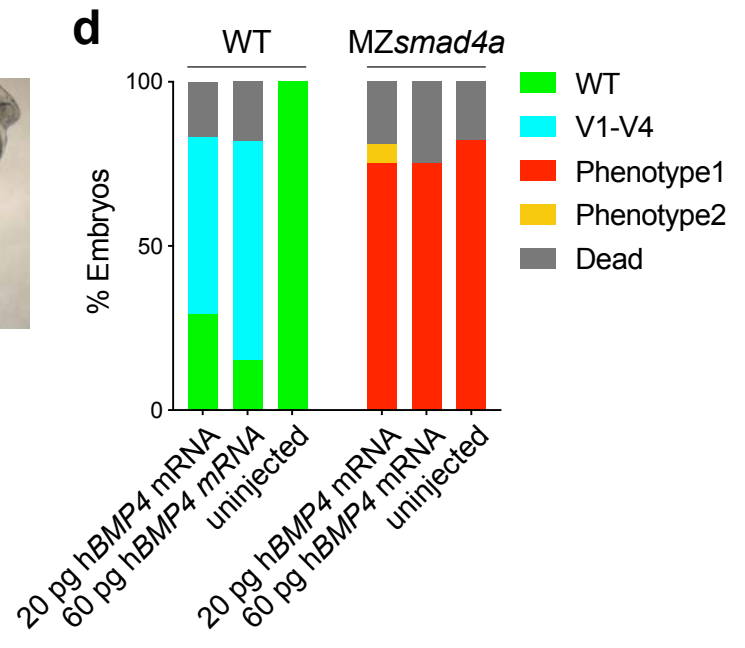 d
WT
MZsmad4a
100
50
0
% Embryos
WT
V1-V4
Phenotype1
Phenotype2
Dead
20 pg hBMP4 mRNA
60 pg hBMP4 mRNA
uninjected
20 pg hBMP4 mRNA
60 pg hBMP4 mRNA
uninjected